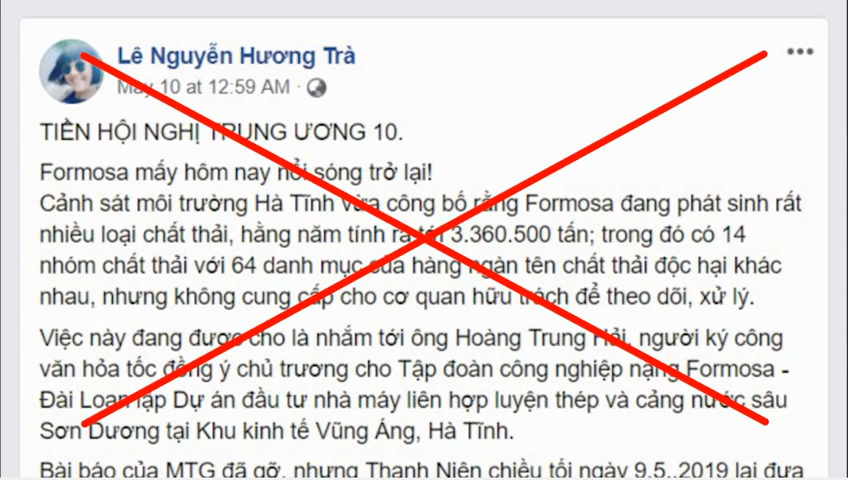 Lê Nguyễn Hương Trà
May 10 at 12:59 AM ·
TIỀN HỘI NGHỊ TRUNG ƯƠNG 10.
Formosa mấy hôm nay nổi sóng trở lại!
Cảnh sát môi trường Hà Tĩnh vừa công bố rằng Formosa đang phát sinh rất
nhiều loại chất thải, hằng năm tính ra tới 3.360.500 tấn; trong đó có 14
nhóm chất thải với 64 danh mục của hàng ngàn tên chất thải độc hại khác
nhau, nhưng không cung cấp cho cơ quan hữu trách để theo dõi, xử lý.
Việc này đang được cho là nhắm tới ông Hoàng Trung Hải, người ký công
văn hỏa tốc đồng ý chủ trương cho Tập đoàn công nghiệp nặng Formosa -
Đài Loan lập Dự án đầu tư nhà máy liên hợp luyện thép và cảng nước sâu
Sơn Dương tại Khu kinh tế Vũng Áng, Hà Tĩnh.
Bài báo của MTG đã gỡ, nhưng Thanh Niên chiều tối ngày 9.5..2019 lại đưa